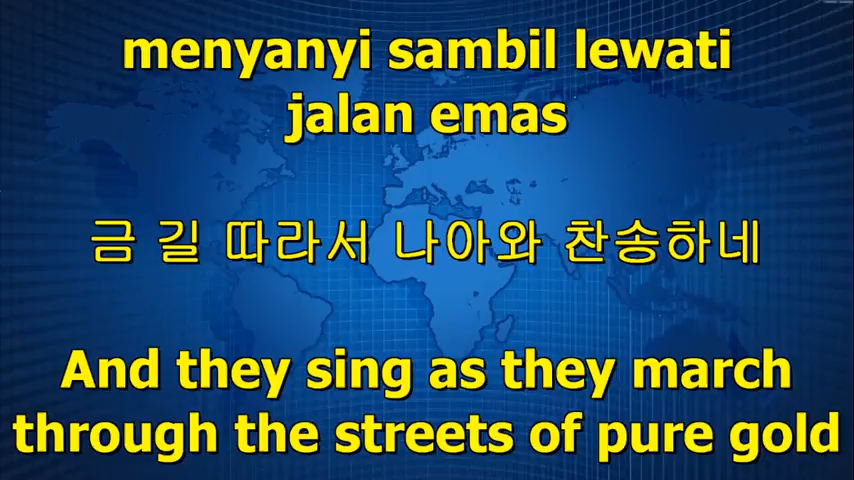 menyanyi sambil lewati
jalan emas
금 길 따라서 나아와 찬송하네
And they sing as they march
through the streets of pure gold